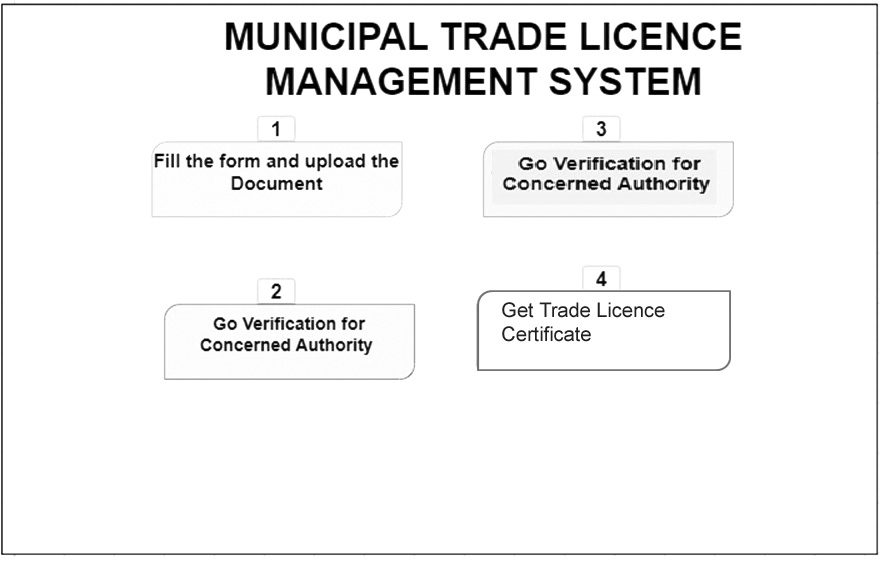 MUNICIPAL TRADE LICENCE
MANAGEMENT SYSTEM
1
Fill the form and upload the
Document
2
Go Verification for
Concerned Authority
3
Go Verification for
Concerned Authority
4
Get Trade Licence
Certificate